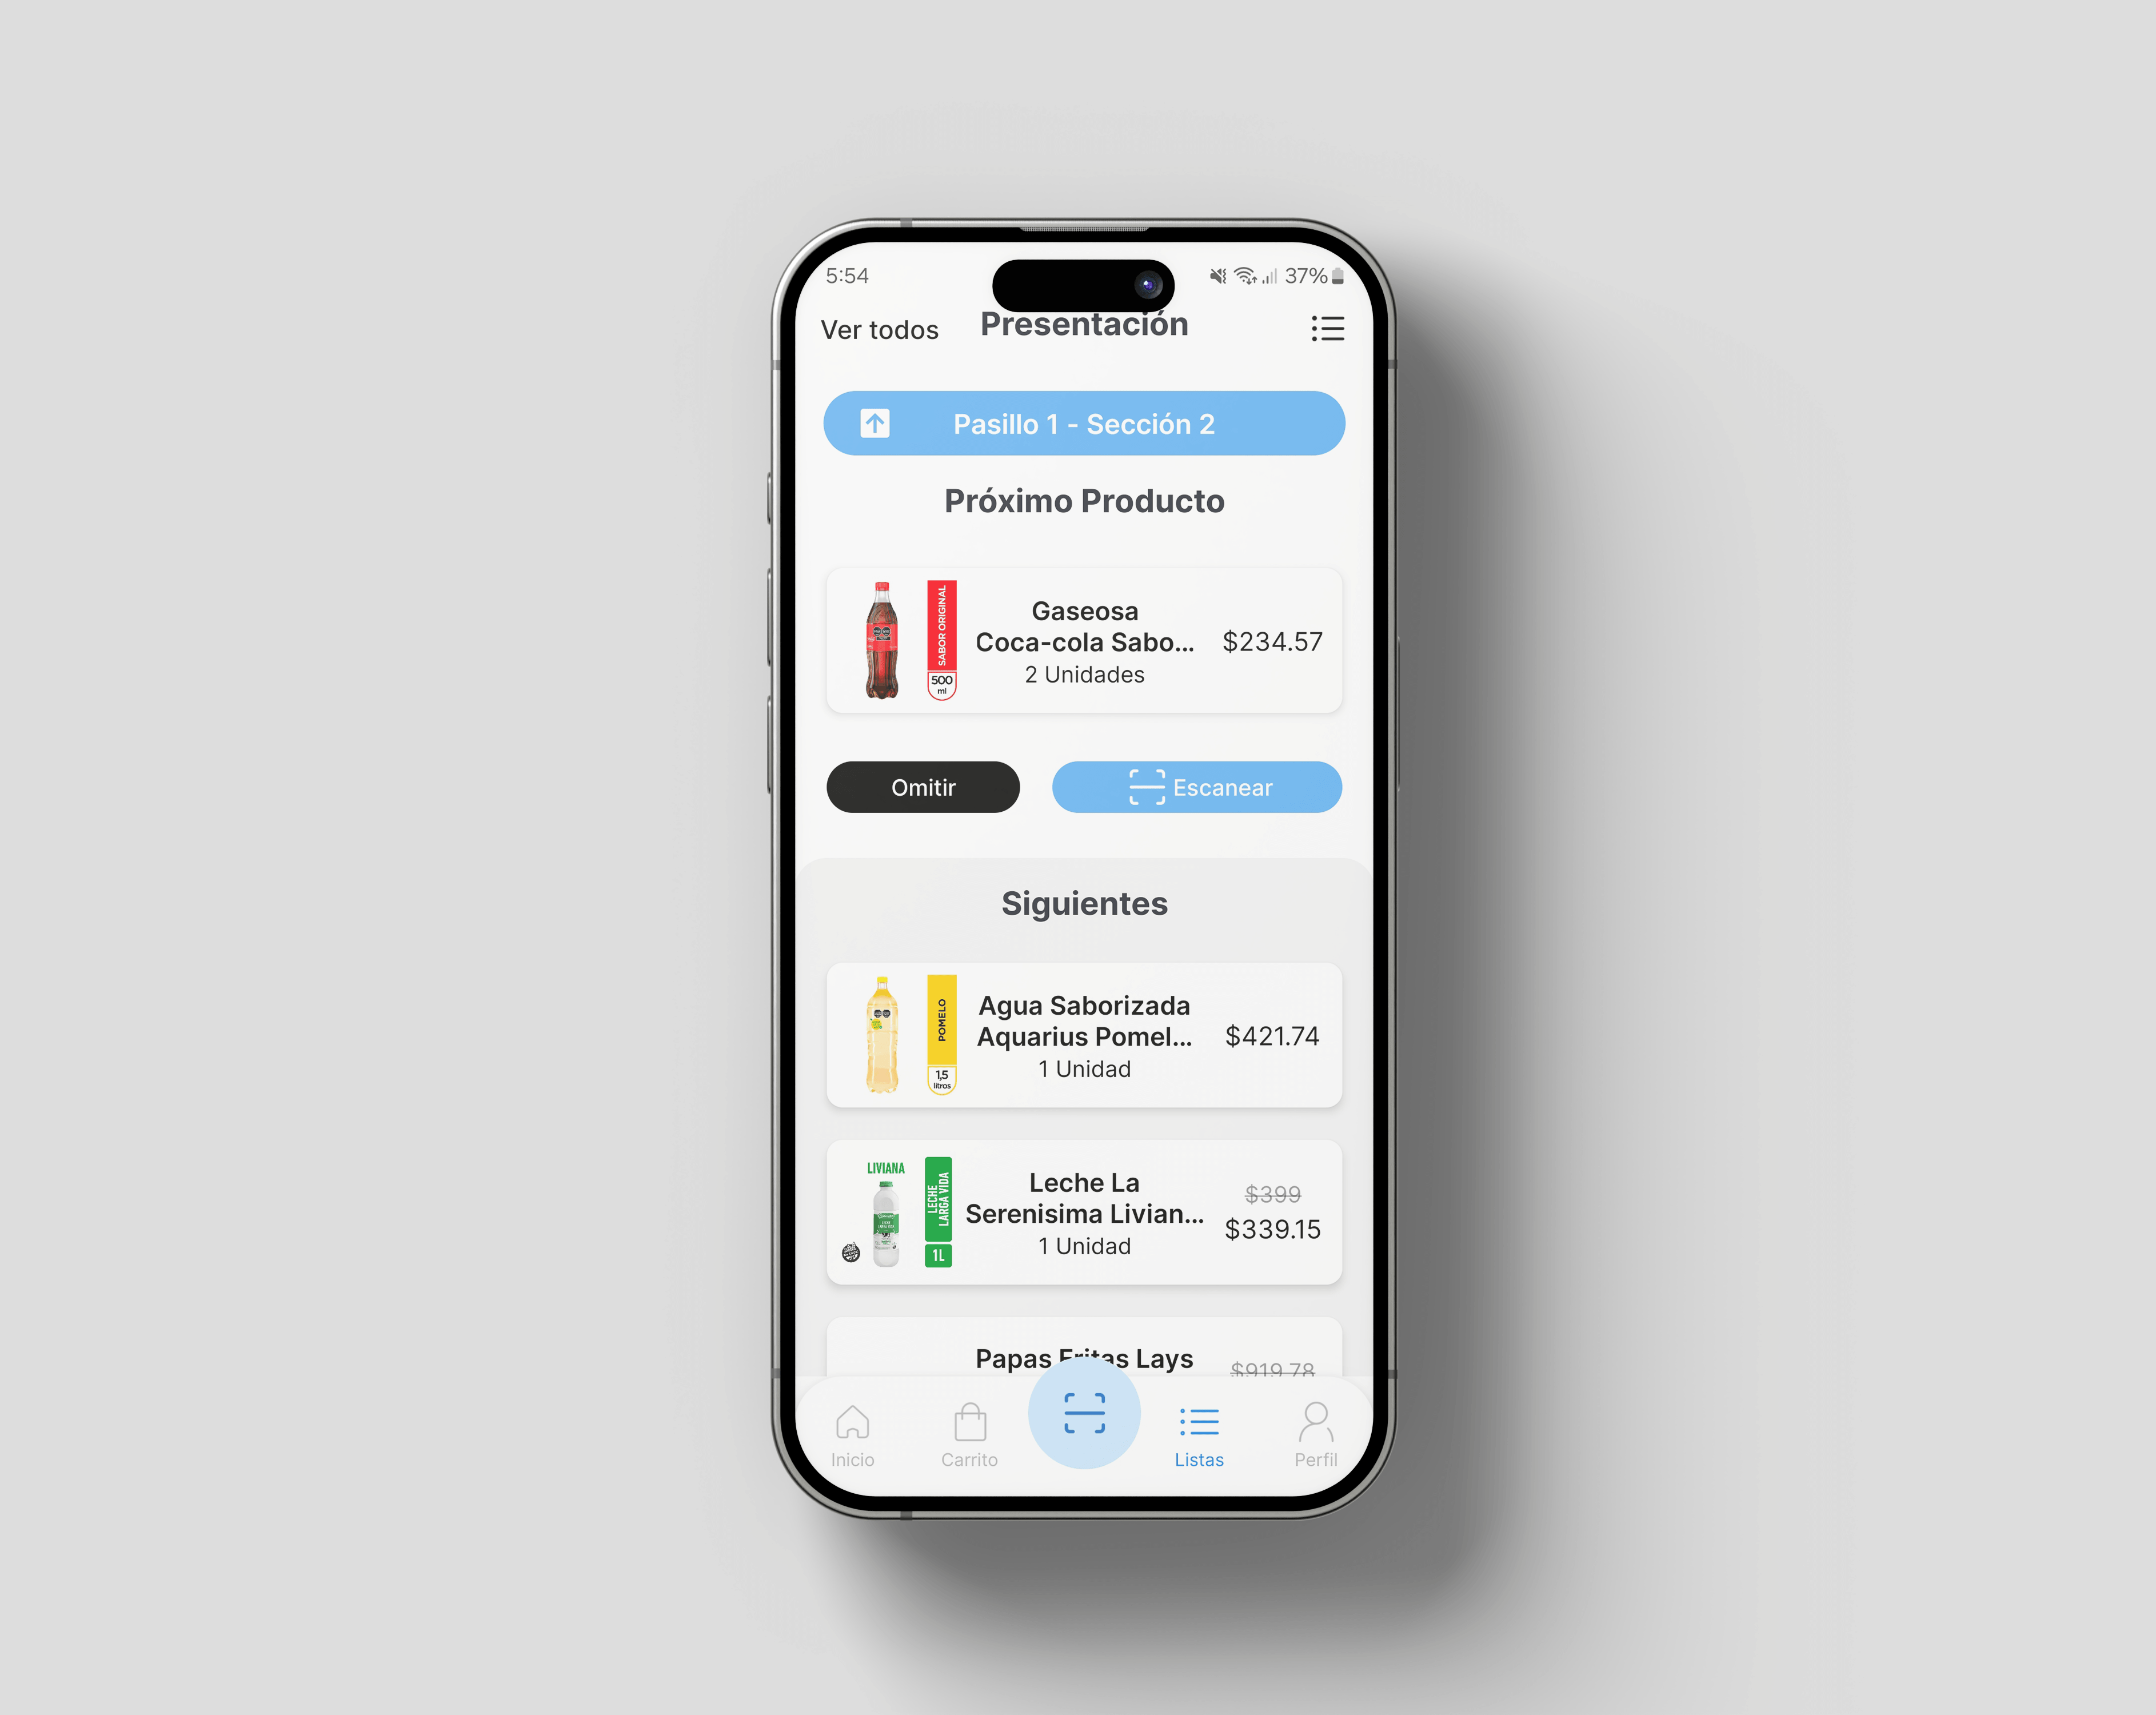 5:54
37%
Ver todos
Presentación
Pasillo 1 - Sección 2
Próximo Producto
SABOR ORIGINAL
500
ml
Gaseosa
Coca-cola Sabo...
2 Unidades
$234.57
Omitir
Escanear
Siguientes
POMELO
1,5
litros
Agua Saborizada
Aquarius Pomel...
1 Unidad
$421.74
LIVIANA
LECHE
LARGA VIDA
1L
Leche La
Serenisima Livian...
1 Unidad
$399
$339.15
Papas Fritas Lays
$919.78
Inicio
Carrito
Listas
Perfil